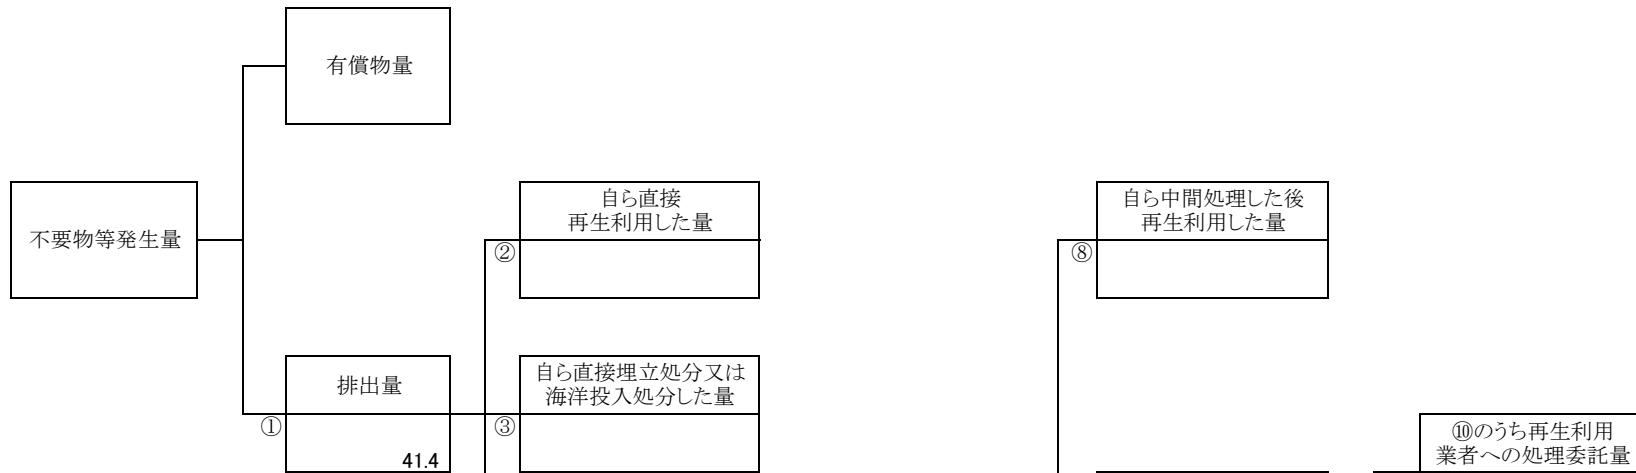 有償物量
不要物等発生量
自ら直接
再生利用した量
②
自ら中間処理した後
再生利用した量
⑧
排出量
①
41.4
自ら直接埋立処分又は
海洋投入処分した量
③
⑩のうち再生利用
業者への処理委託量